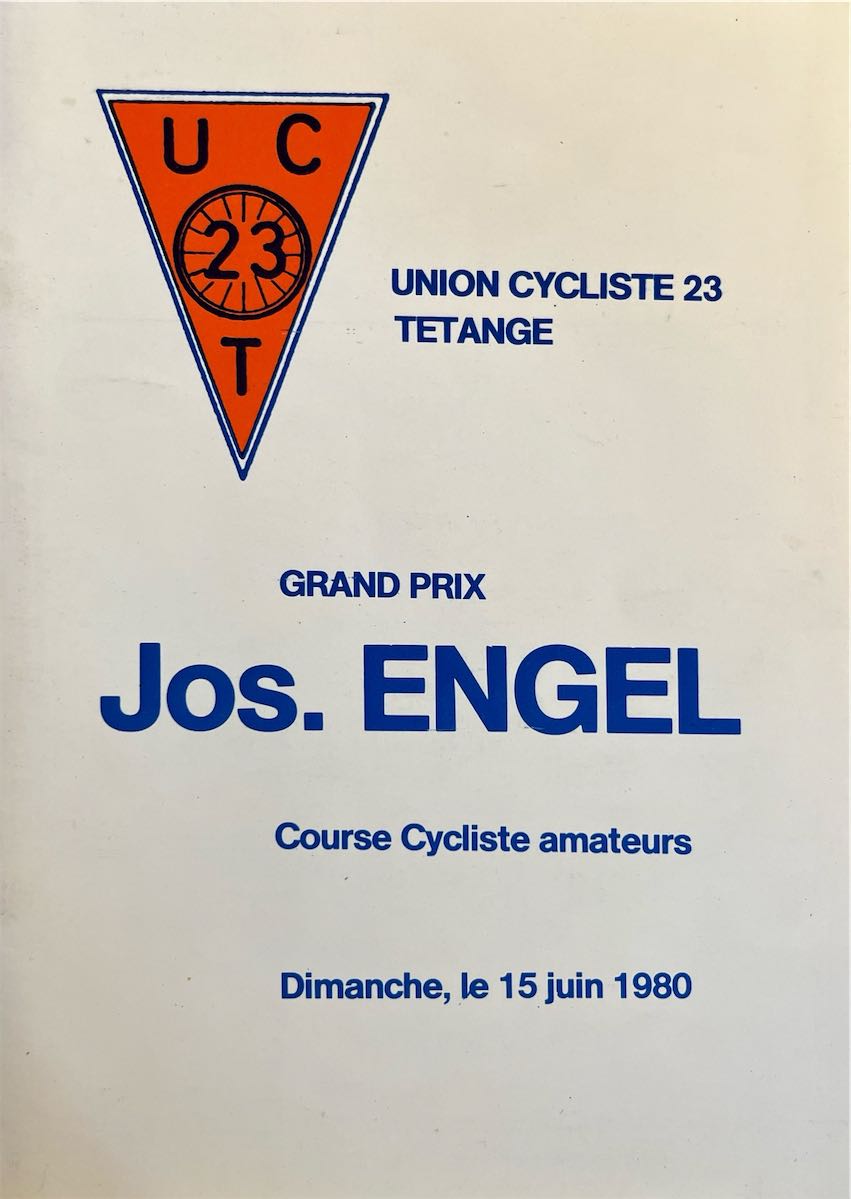 U C
23
T
UNION CYCLISTE 23
TETANGE
GRAND PRIX
Jos. ENGEL
Course Cycliste amateurs
Dimanche, le 15 juin 1980